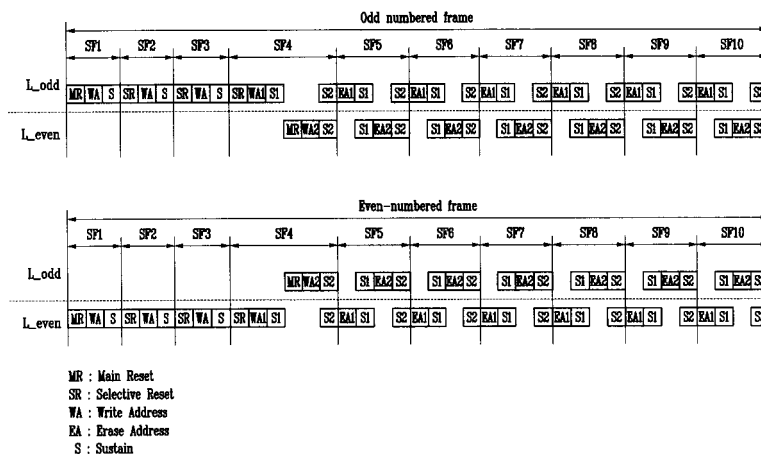 Odd numbered frame
SF1 SF2 SF3 SF4 SF5 SF6 SF7 SF8 SF9 SF10
L_odd MR WA S SR WA S SR WA S SR WA1 S1 S2 EA1 S1 S2 EA1 S1 S2 EA1 S1 S2 EA1 S1 S2 EA1 S1 S2 EA1 S1 S2
L_even MR WA2 S2 S1 EA2 S2 S1 EA2 S2 S1 EA2 S2 S1 EA2 S2 S1 EA2 S2 S1 EA2 S2
Even-numbered frame
SF1 SF2 SF3 SF4 SF5 SF6 SF7 SF8 SF9 SF10
L_odd MR WA2 S2 S1 EA2 S2 S1 EA2 S2 S1 EA2 S2 S1 EA2 S2 S1 EA2 S2 S1 EA2 S2
L_even MR WA S SR WA S SR WA S SR WA1 S1 S2 EA1 S1 S2 EA1 S1 S2 EA1 S1 S2 EA1 S1 S2 EA1 S1 S2 EA1 S1 S2
MR : Main Reset
SR : Selective Reset
WA : Write Address
EA : Erase Address
S : Sustain